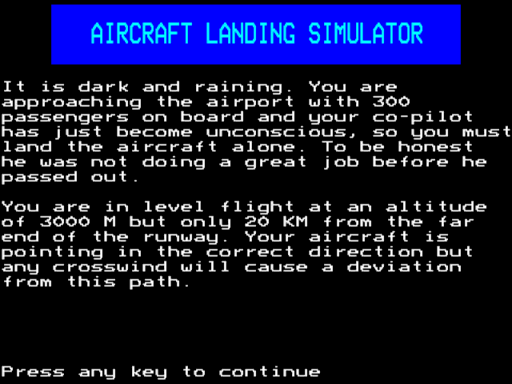 AIRCRAFT LANDING SIMULATOR
It is dark and raining. You are
approaching the airport with 300
passengers on board and your co-pilot
has just become unconscious, so you must
land the aircraft alone. To be honest
he was not doing a great job before he
passed out.
You are in level flight at an altitude
of 3000 M but only 20 KM from the far
end of the runway. Your aircraft is
pointing in the correct direction but
any crosswind will cause a deviation
from this path.
Press any key to continue